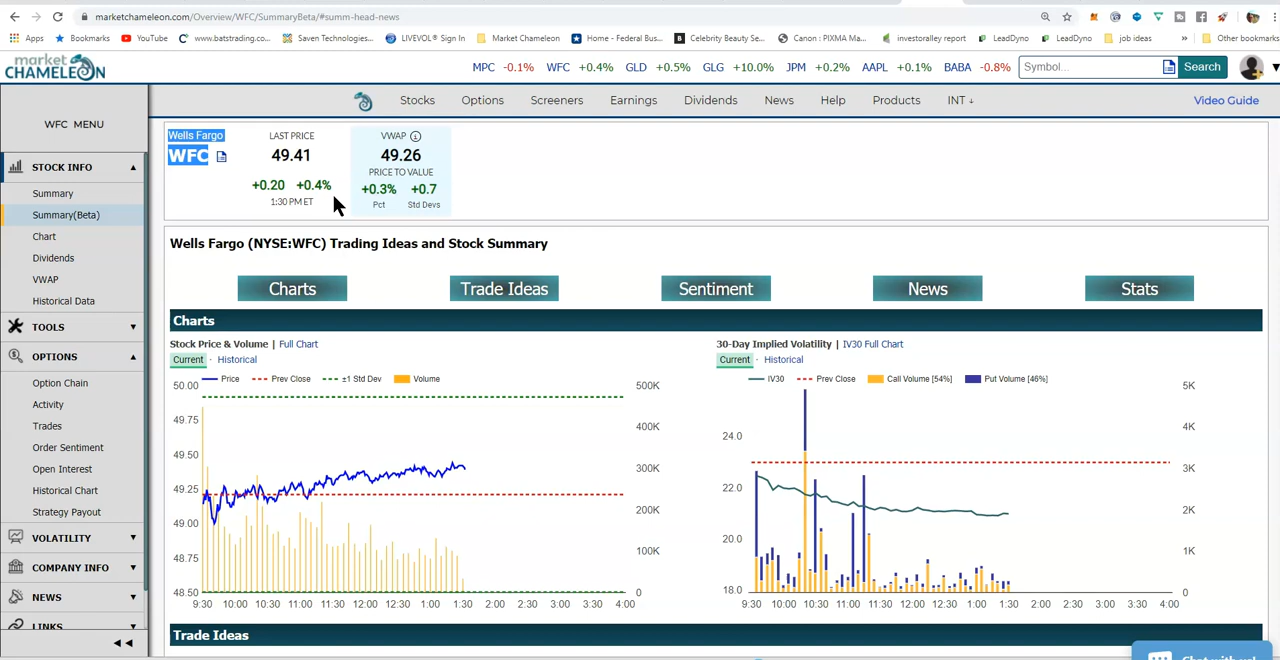 marketchameleon.com/Overview/WFC/SummaryBeta/#summ-head-news
Apps Bookmarks YouTube www.batstrading.co... Saven Technologies... LIVEVOL® Sign In Market Chameleon Home - Federal Bus... Celebrity Beauty Se... Canon : PIXMA Ma... investoralley report LeadDyno LeadDyno job ideas » Other bookmarks
market CHAMELEON
MPC -0.1% WFC +0.4% GLD +0.5% GLG +10.0% JPM +0.2% AAPL +0.1% BABA -0.8% Symbol... Search
Stocks Options Screeners Earnings Dividends News Help Products INT ↓ Video Guide
WFC MENU
STOCK INFO
Summary
Summary(Beta)
Chart
Dividends
VWAP
Historical Data
TOOLS
OPTIONS
Option Chain
Activity
Trades
Order Sentiment
Open Interest
Historical Chart
Strategy Payout
VOLATILITY
COMPANY INFO
NEWS
LINKS
Wells Fargo
WFC
LAST PRICE
49.41
+0.20 +0.4%
1:30 PM ET
VWAP
49.26
PRICE TO VALUE
+0.3% +0.7
Pct Std Devs
Wells Fargo (NYSE:WFC) Trading Ideas and Stock Summary
Charts Trade Ideas Sentiment News Stats
Charts
Stock Price & Volume | Full Chart
Current · Historical
Price Prev Close ±1 Std Dev Volume
50.00
49.75
49.50
49.25
49.00
48.75
48.50
500K
400K
300K
200K
100K
0
9:30 10:00 10:30 11:00 11:30 12:00 12:30 1:00 1:30 2:00 2:30 3:00 3:30 4:00
30-Day Implied Volatility | IV30 Full Chart
Current · Historical
IV30 Prev Close Call Volume [54%] Put Volume [46%]
24.0
22.0
20.0
18.0
5K
4K
3K
2K
1K
0
9:30 10:00 10:30 11:00 11:30 12:00 12:30 1:00 1:30 2:00 2:30 3:00 3:30 4:00
Trade Ideas
Chat with us!